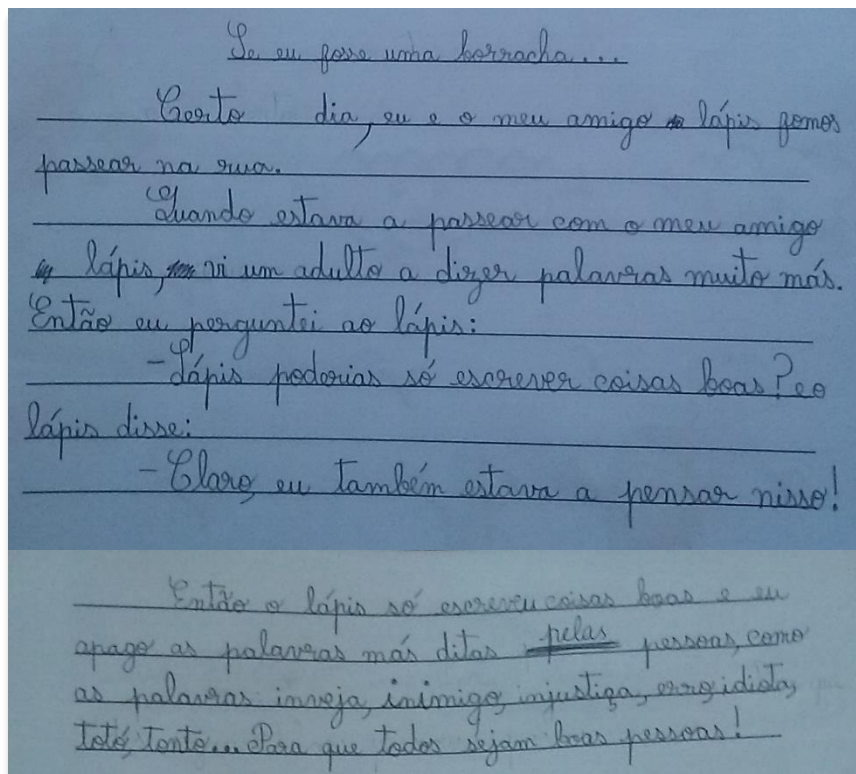 Se eu fosse uma borracha...
Certo dia, eu e o meu amigo lápis fomos
passear na rua.
Quando estava a passear com o meu amigo
lápis, vi um adulto a dizer palavras muito más.
Então eu perguntei ao lápis:
-Lápis poderias só escrever coisas boas? e o
lápis disse:
-Claro, eu também estava a pensar nisso!
Então o lápis só escreveu coisas boas e eu
apago as palavras más ditas pelas pessoas, como
as palavras inveja, inimigo, injustiça, erro, idiota,
totó, tonto... Para que todos sejam boas pessoas!